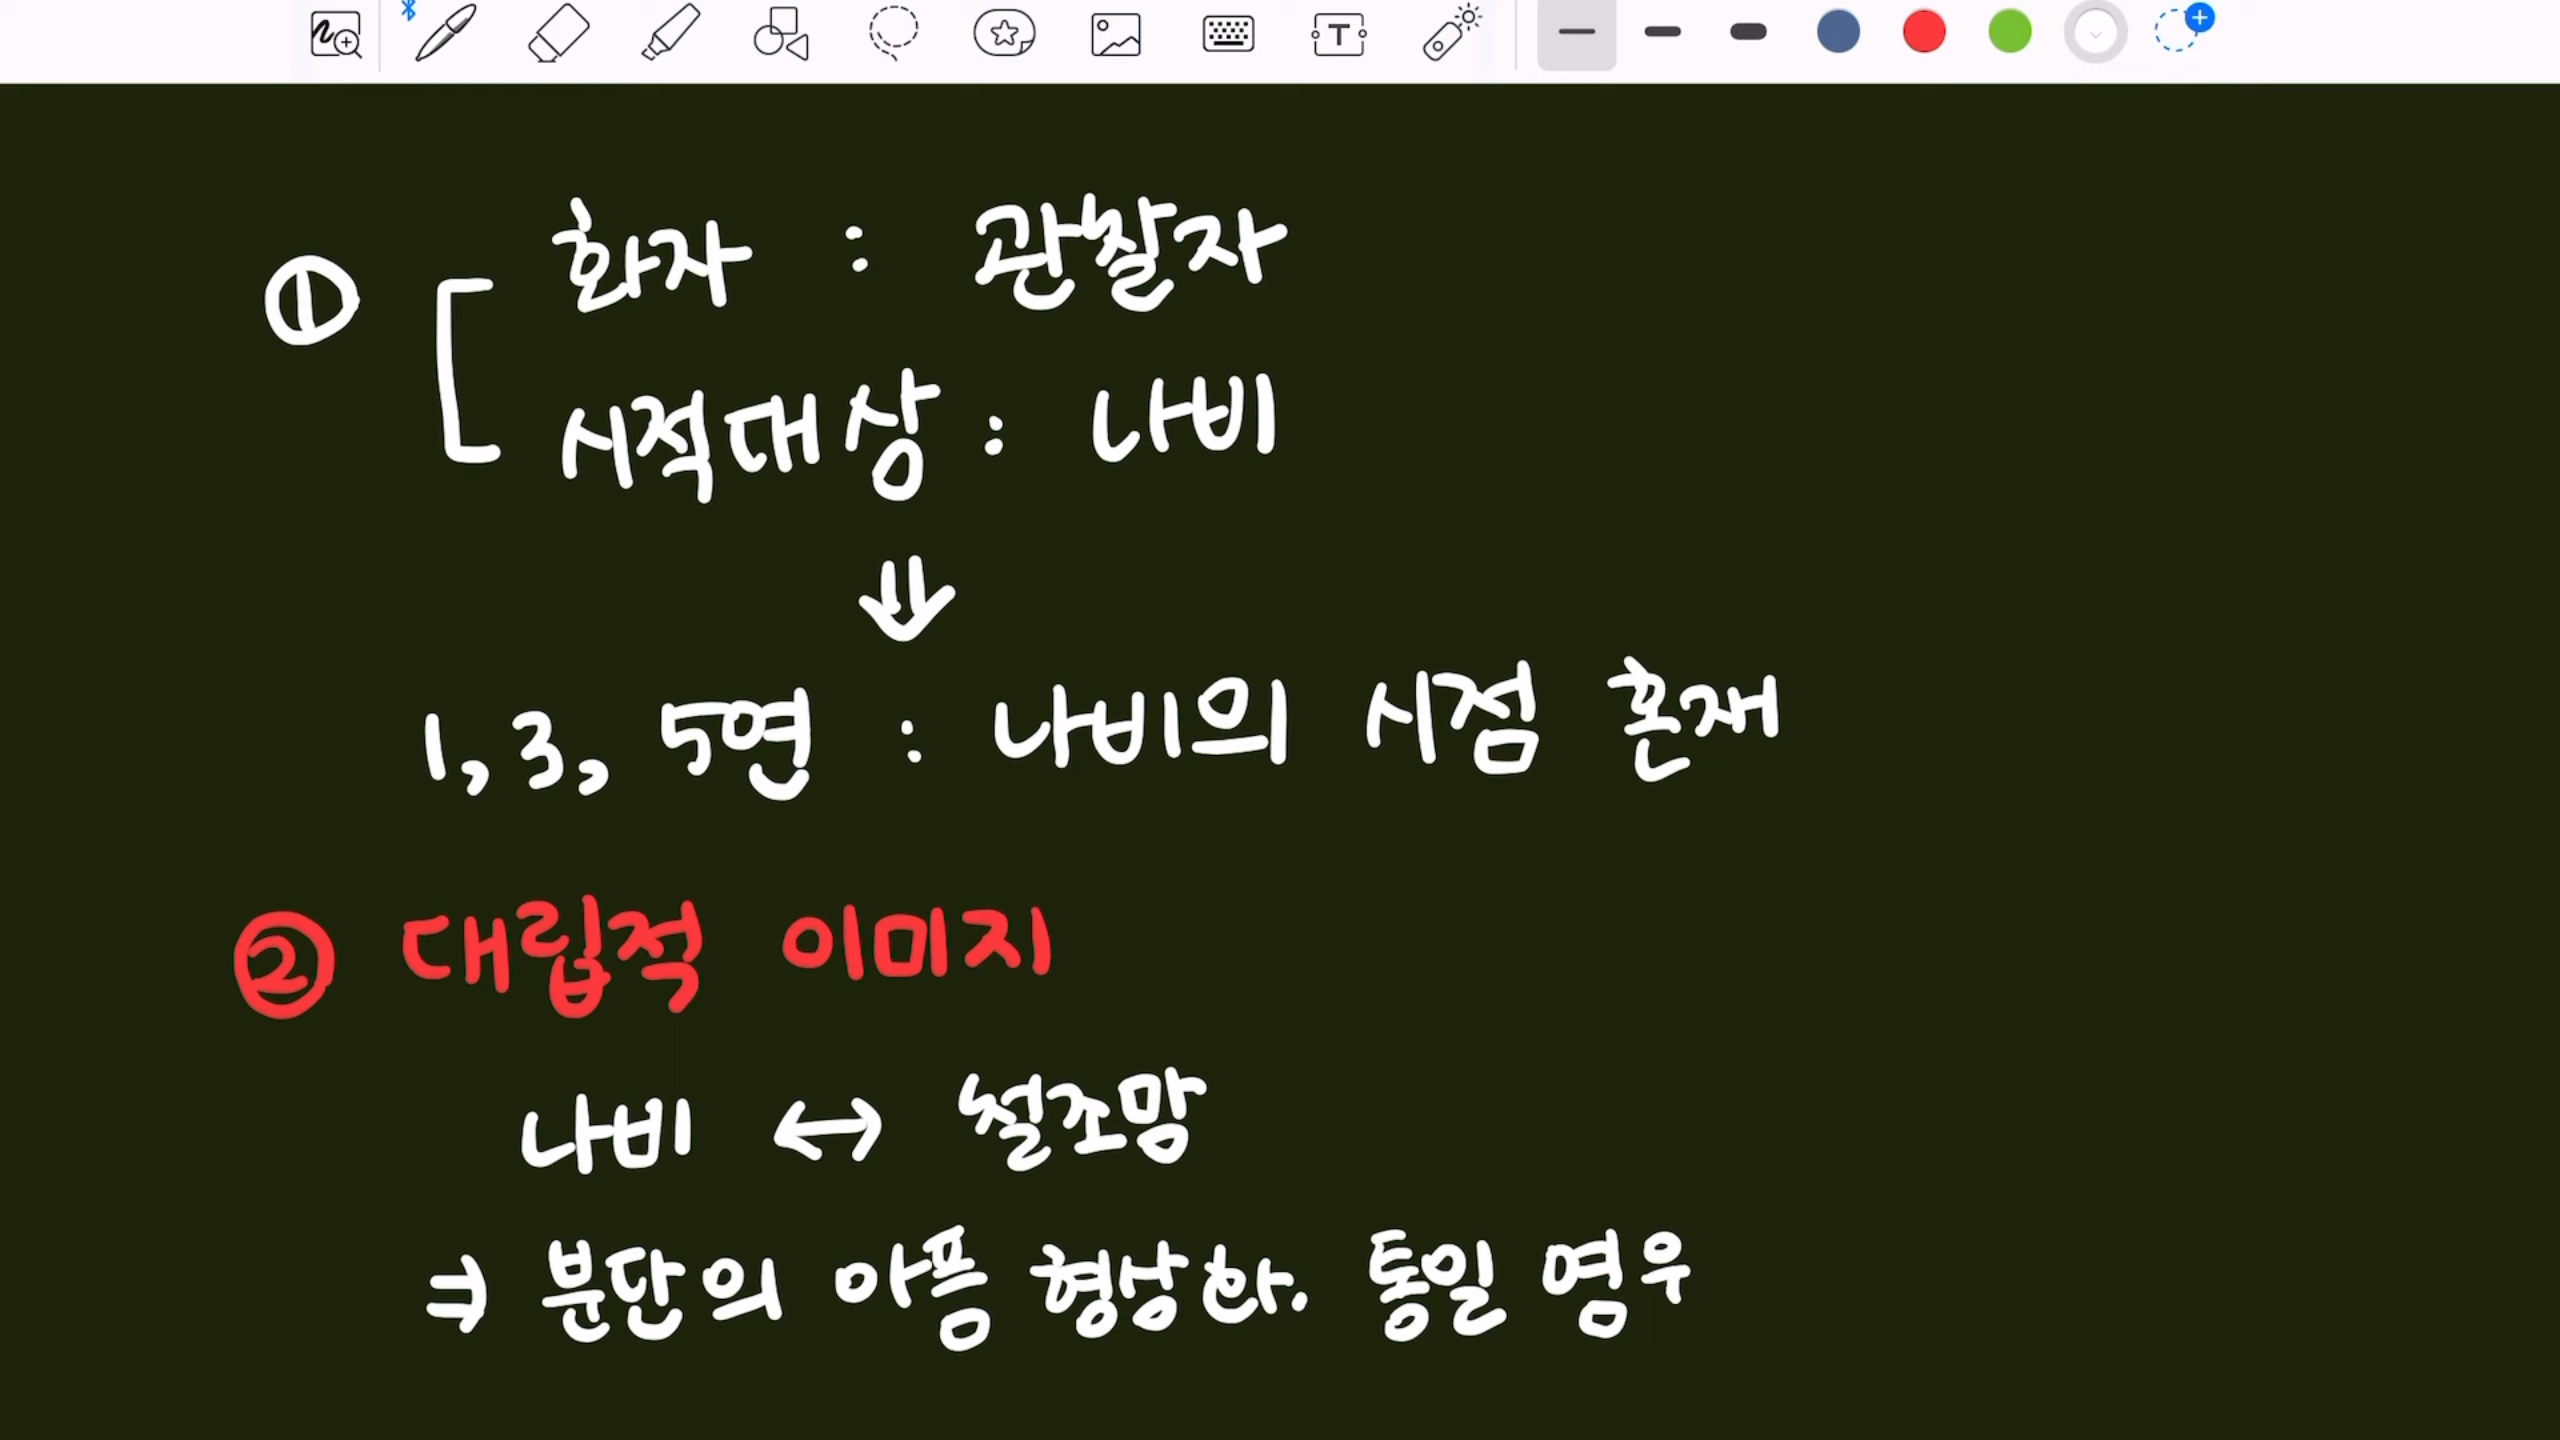 ① 화자 : 관찰자
시적대상 : 나비
⇓
1, 3, 5연 : 나비의 시점 혼재
② 대립적 이미지
나비 ↔ 철조망
⇒ 분단의 아픔 형상화. 통일 염우